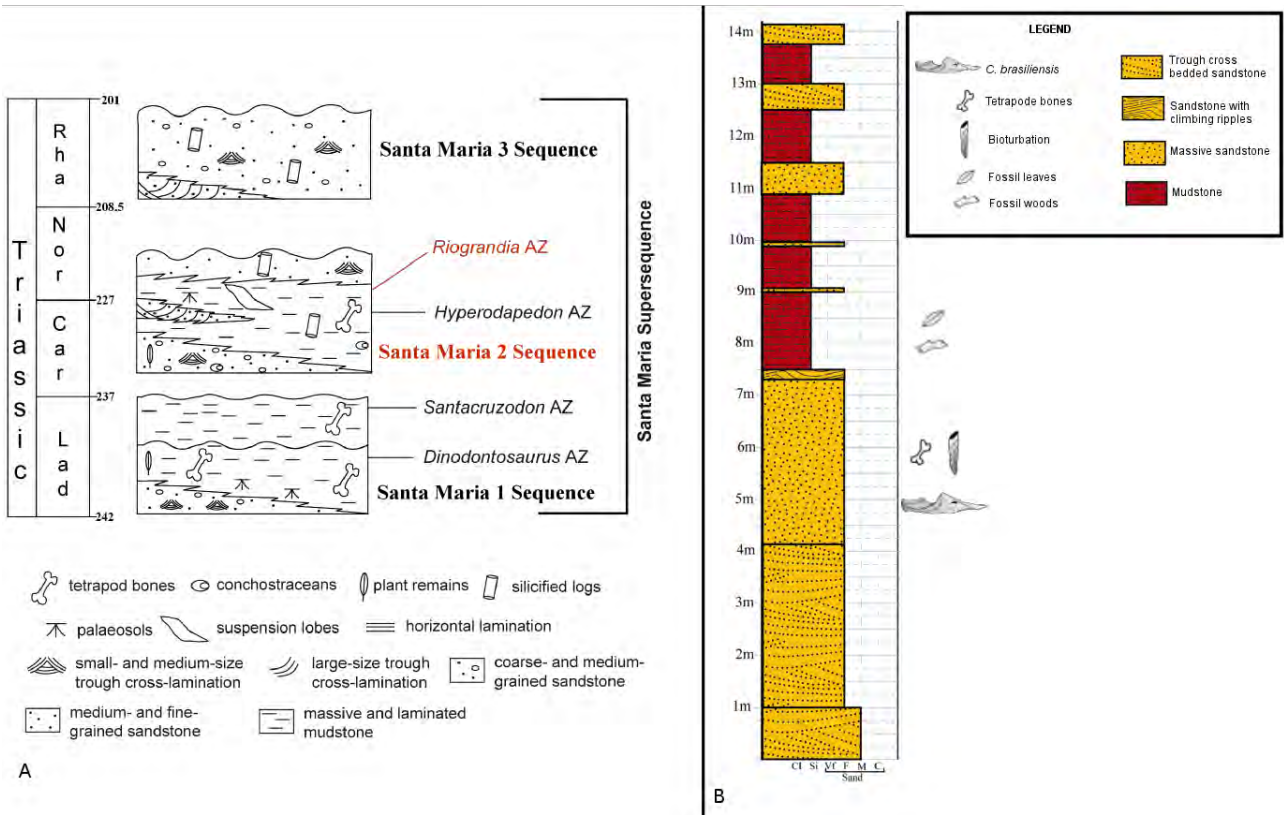 Triassic
Rha
Nor
Car
Lad
201
208.5
227
237
242
Santa Maria 3 Sequence
Riograndia AZ
Hyperodapedon AZ
Santa Maria 2 Sequence
Santacruzodon AZ
Dinodontosaurus AZ
Santa Maria 1 Sequence
Santa Maria Supersequence
tetrapod bones
conchostraceans
plant remains
silicified logs
palaeosols
suspension lobes
horizontal lamination
small- and medium-size
trough cross-lamination
large-size trough
cross-lamination
coarse- and medium-
grained sandstone
medium- and fine-
grained sandstone
massive and laminated
mudstone
A
14m
13m
12m
11m
10m
9m
8m
7m
6m
5m
4m
3m
2m
1m
Cl Si Vf F M C
Sand
B
LEGEND
C. brasiliensis
Tetrapode bones
Bioturbation
Fossil leaves
Fossil woods
Trough cross
bedded sandstone
Sandstone with
climbing ripples
Massive sandstone
Mudstone